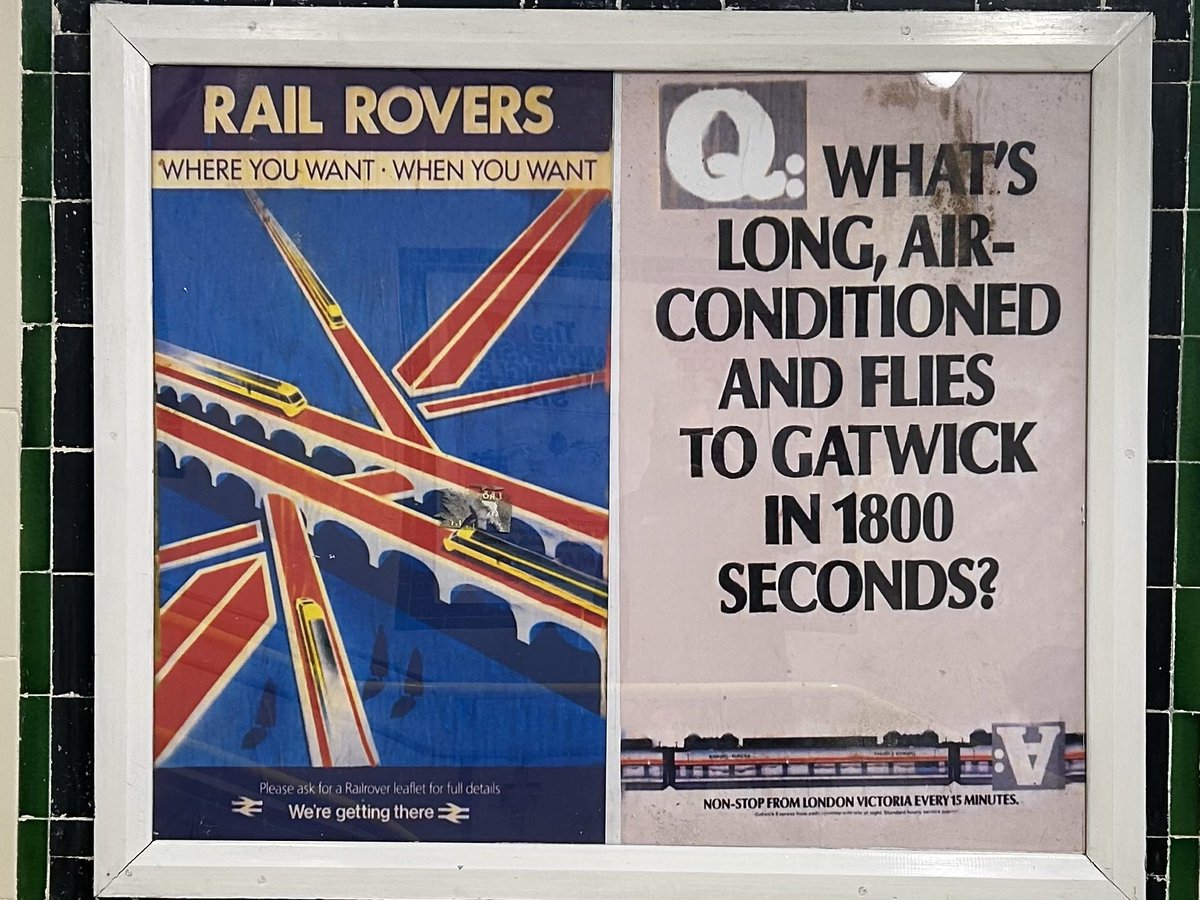 RAIL ROVERS
WHERE YOU WANT · WHEN YOU WANT
Please ask for a Railrover leaflet for full details
We're getting there
Q: WHAT'S
LONG, AIR-
CONDITIONED
AND FLIES
TO GATWICK
IN 1800
SECONDS?
A:
NON-STOP FROM LONDON VICTORIA EVERY 15 MINUTES.